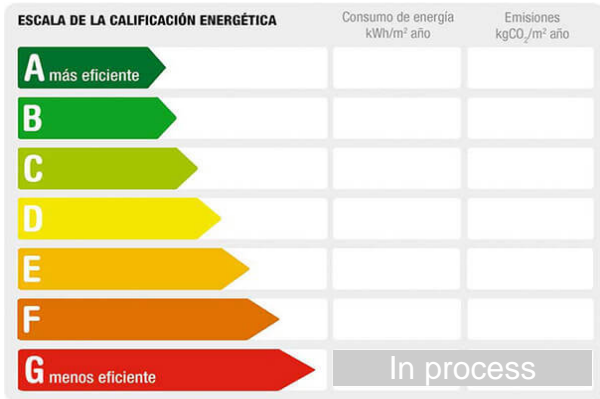 ESCALA DE LA CALIFICACIÓN ENERGÉTICA
Consumo de energía
kWh/m² año
Emisiones
kgCO₂/m² año
A más eficiente
B
C
D
E
F
G menos eficiente
In process